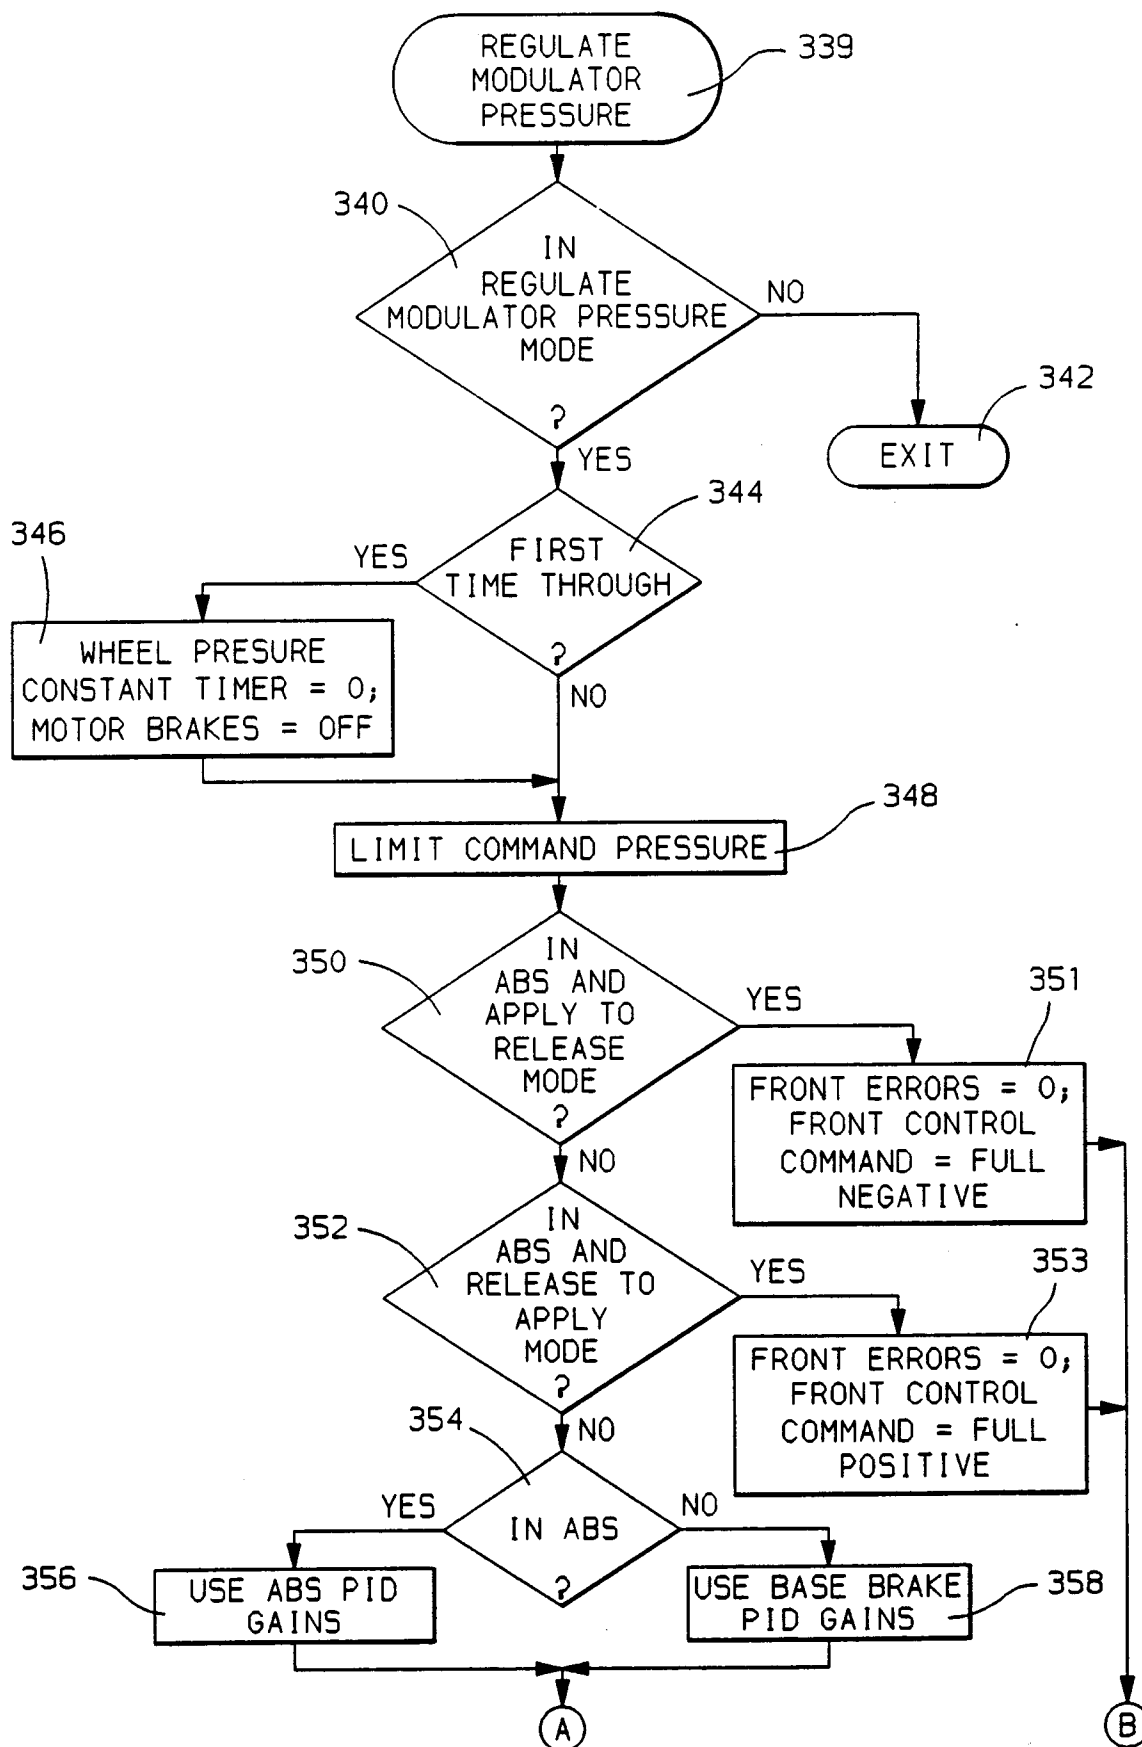 REGULATE
MODULATOR
PRESSURE
339
340
IN
REGULATE
MODULATOR PRESSURE
MODE
?
NO
342
EXIT
YES
344
346
YES
FIRST
TIME THROUGH
?
WHEEL PRESURE
CONSTANT TIMER = 0;
MOTOR BRAKES = OFF
NO
348
LIMIT COMMAND PRESSURE
350
IN
ABS AND
APPLY TO
RELEASE
MODE
?
YES
351
FRONT ERRORS = 0;
FRONT CONTROL
COMMAND = FULL
NEGATIVE
NO
352
IN
ABS AND
RELEASE TO
APPLY
MODE
?
YES
353
FRONT ERRORS = 0;
FRONT CONTROL
COMMAND = FULL
POSITIVE
NO
354
YES
IN ABS
?
NO
356
USE ABS PID
GAINS
USE BASE BRAKE
PID GAINS
358
A
B